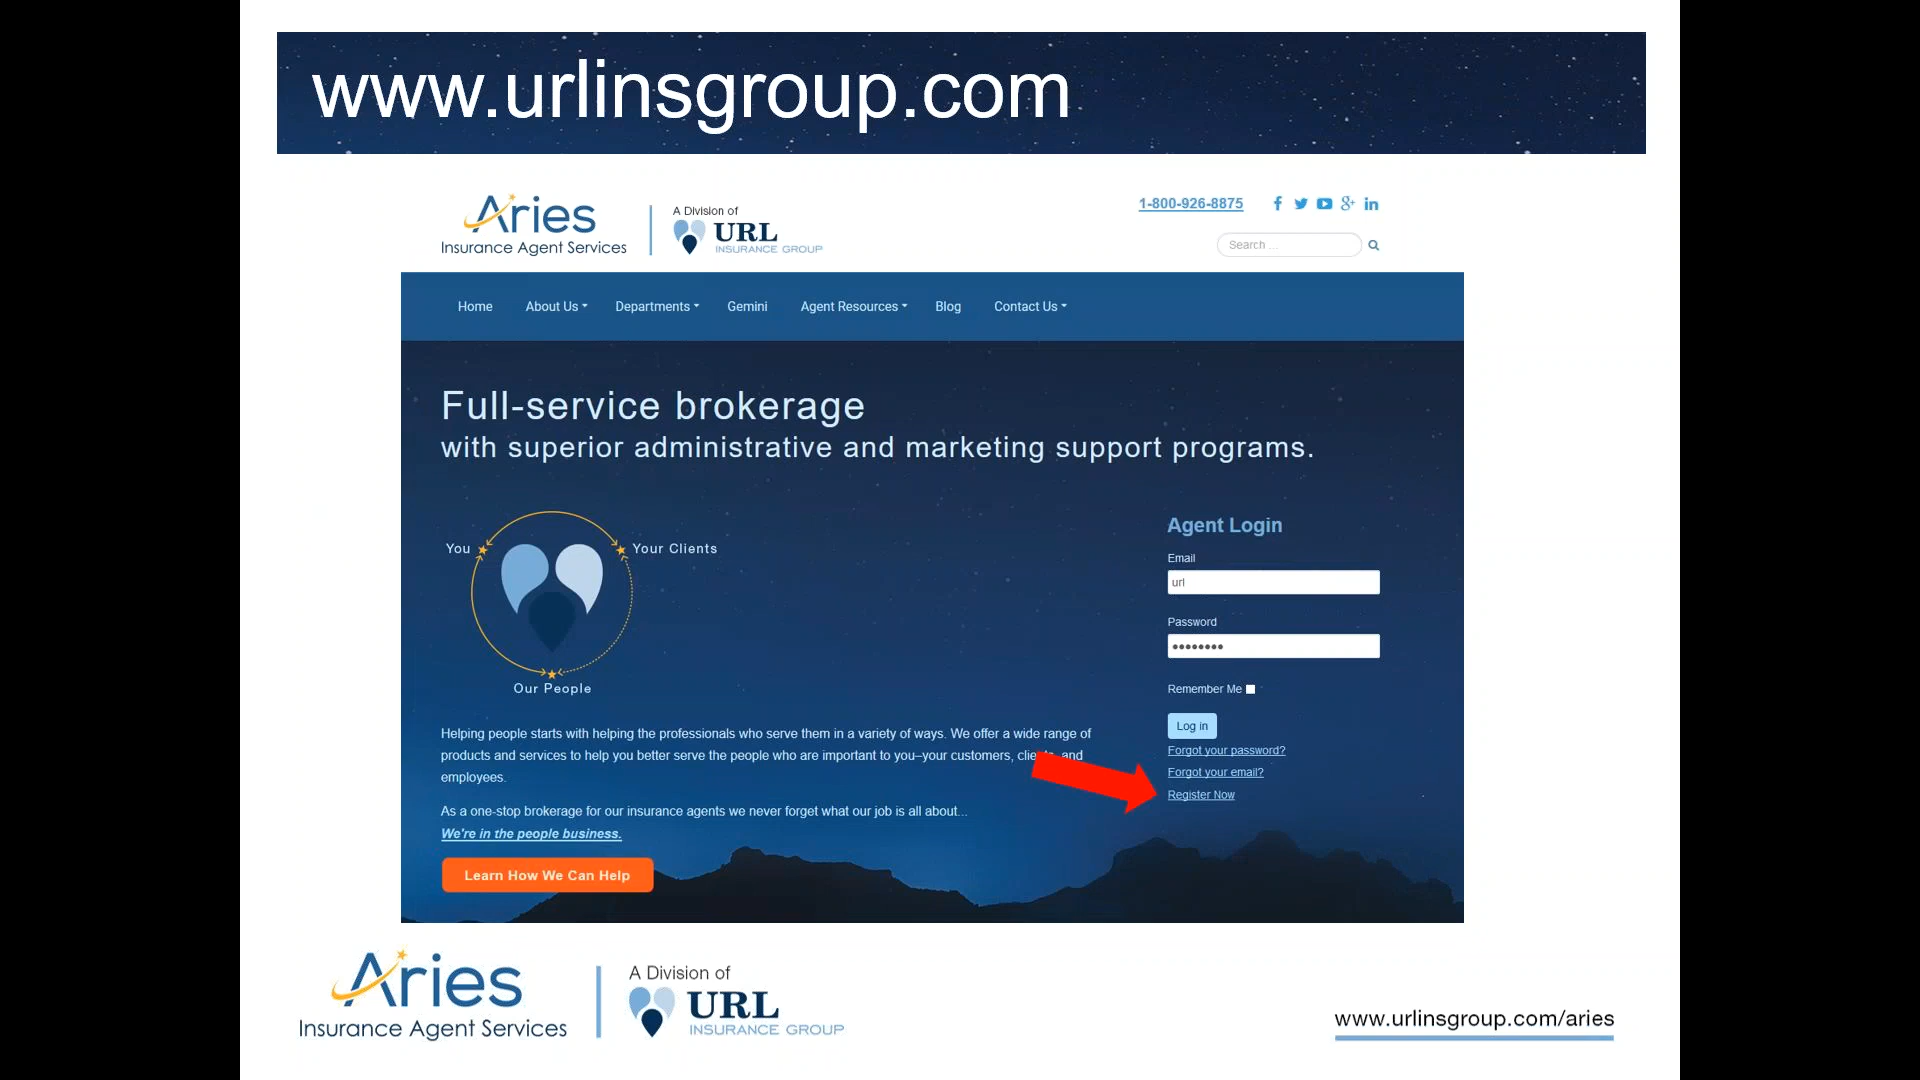 www.urlinsgroup.com
Aries
Insurance Agent Services
A Division of
URL
INSURANCE GROUP
1-800-926-8875
Search ...
Home About Us Departments Gemini Agent Resources Blog Contact Us
Full-service brokerage
with superior administrative and marketing support programs.
You
Your Clients
Our People
Agent Login
Email
url
Password
••••••••
Remember Me
Log in
Forgot your password?
Forgot your email?
Register Now
Helping people starts with helping the professionals who serve them in a variety of ways. We offer a wide range of
products and services to help you better serve the people who are important to you–your customers, and
employees.
As a one-stop brokerage for our insurance agents we never forget what our job is all about...
We're in the people business.
Learn How We Can Help
Aries
Insurance Agent Services
A Division of
URL
INSURANCE GROUP
www.urlinsgroup.com/aries